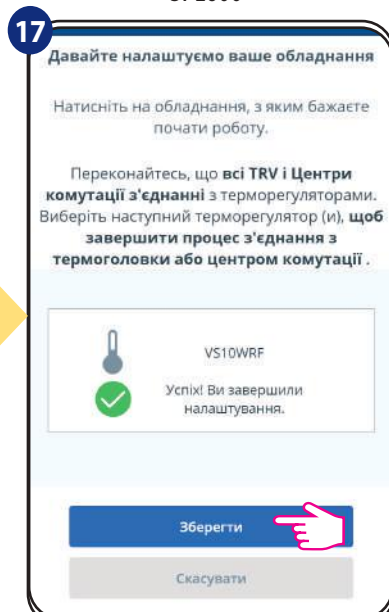 17
Давайте налаштуємо ваше обладнання
Натисніть на обладнання, з яким бажаєте
почати роботу.
Переконайтесь, що всі TRV і Центри
комутації з'єднанні з терморегуляторами.
Виберіть наступний терморегулятор (и), щоб
завершити процес з'єднання з
термоголовки або центром комутації .
VS10WRF
Успіх! Ви завершили
налаштування.
Зберегти
Скасувати